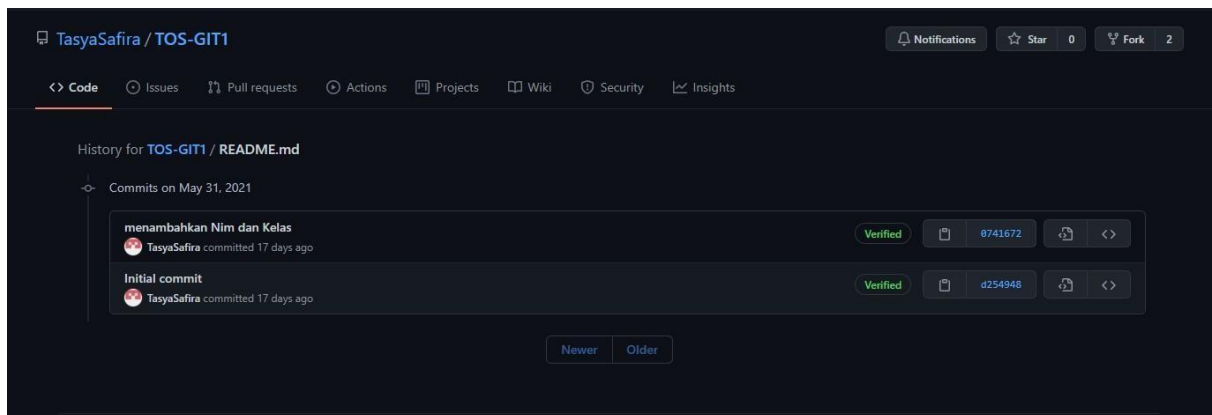 TasyaSafira / TOS-GIT1
Notifications Star 0 Fork 2
<> Code Issues Pull requests Actions Projects Wiki Security Insights
History for TOS-GIT1 / README.md
Commits on May 31, 2021
menambahkan Nim dan Kelas
TasyaSafira committed 17 days ago
Verified 0741672 <>
Initial commit
TasyaSafira committed 17 days ago
Verified d254948 <>
Newer Older